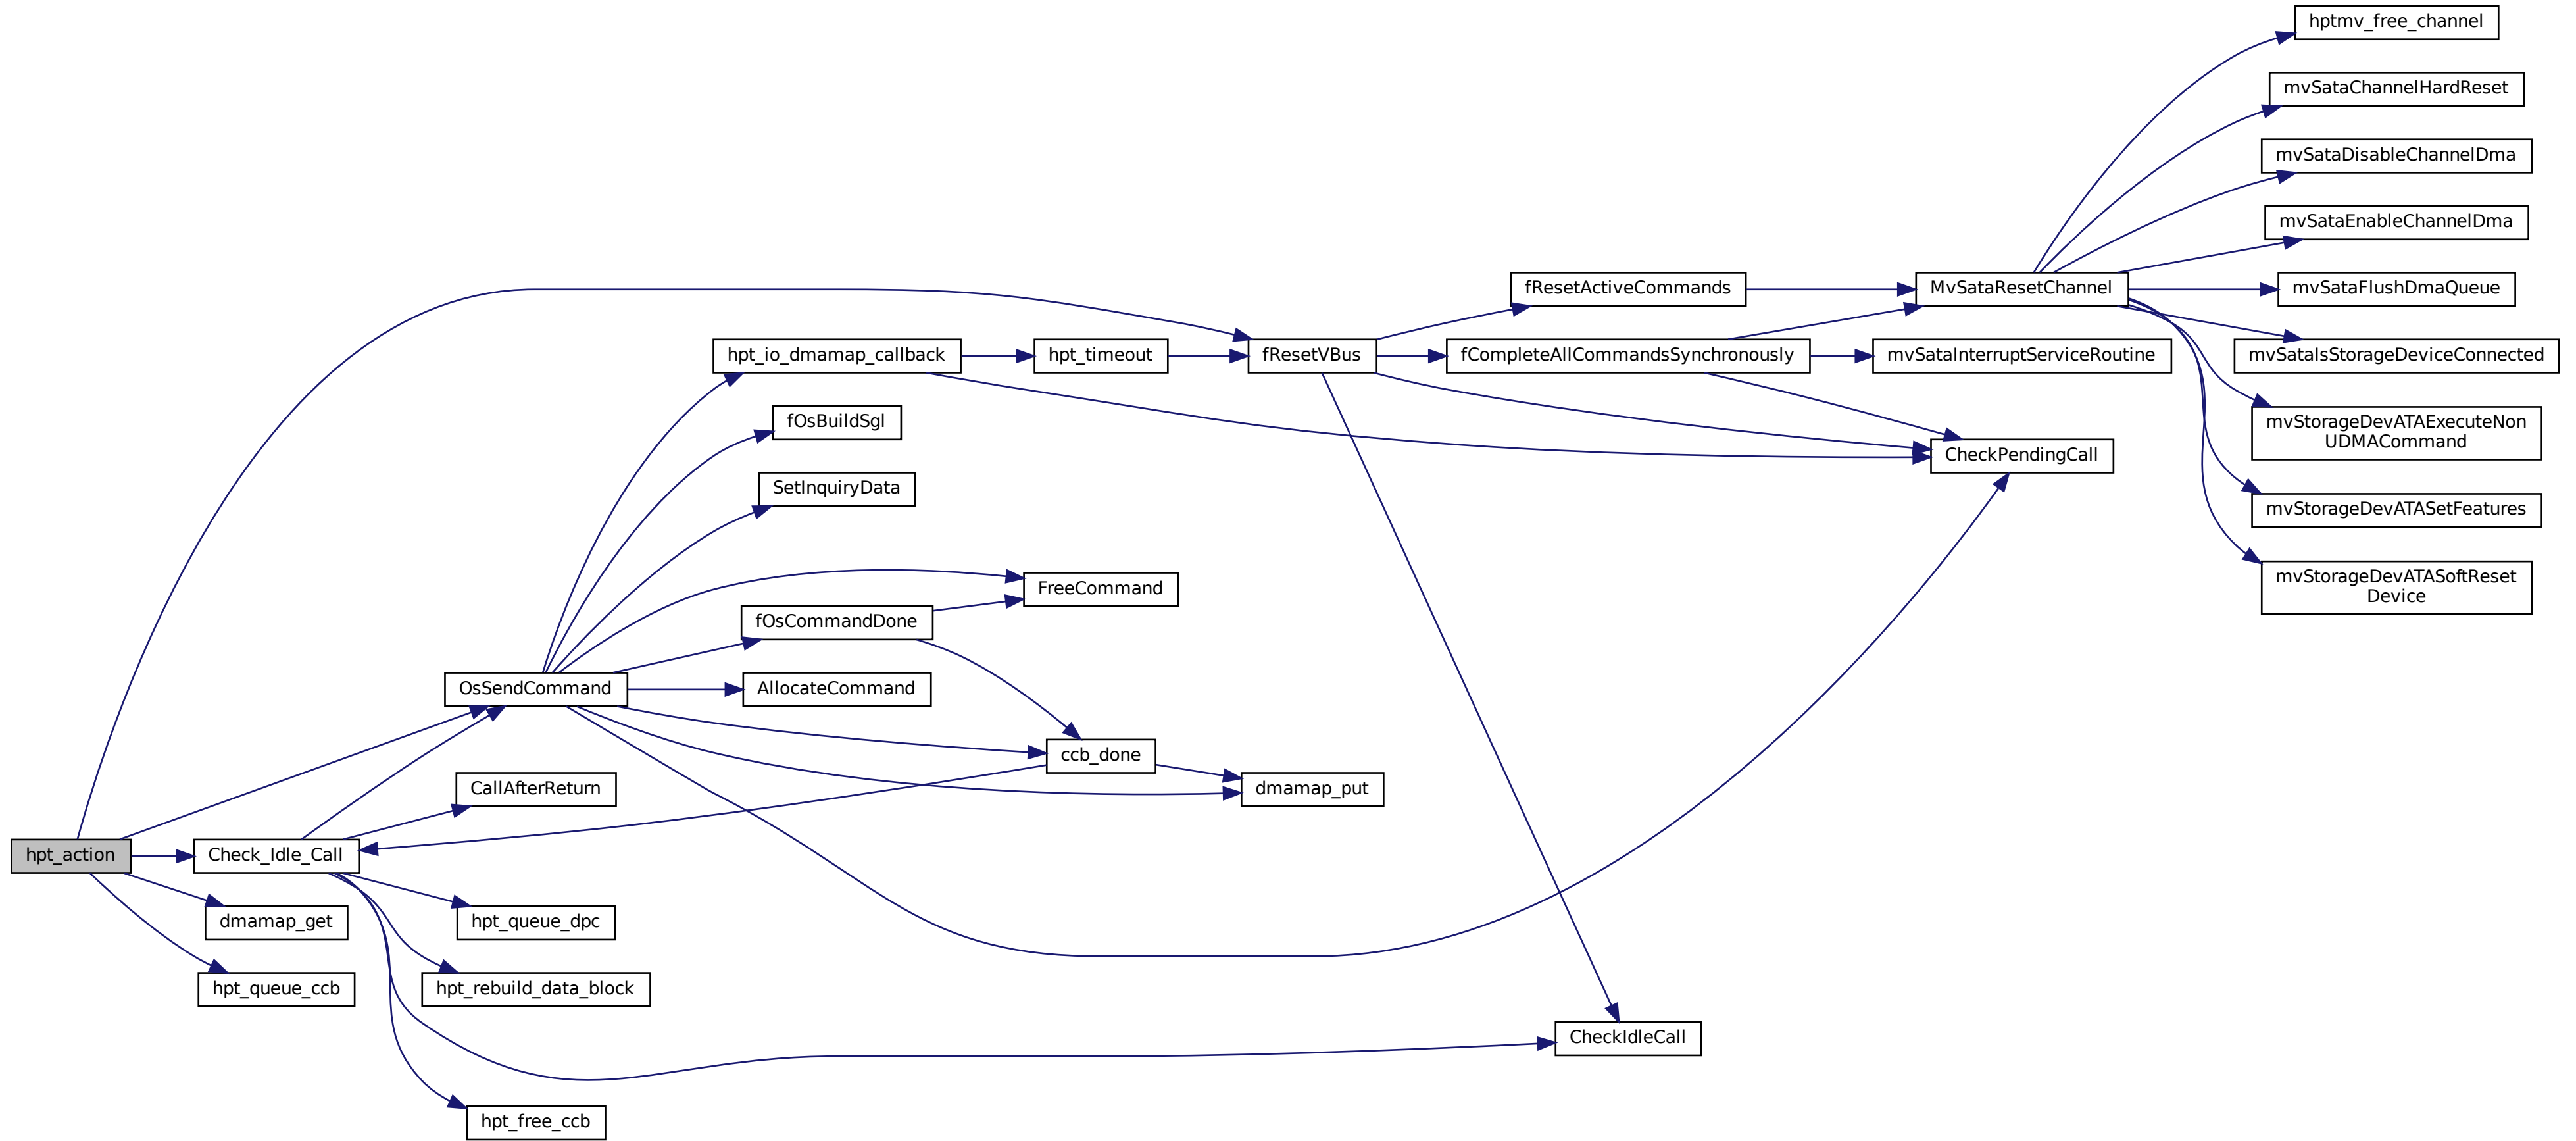 hptmv_free_channel
mvSataChannelHardReset
mvSataDisableChannelDma
mvSataEnableChannelDma
fResetActiveCommands
MvSataResetChannel
mvSataFlushDmaQueue
hpt_io_dmamap_callback
hpt_timeout
fResetVBus
fCompleteAllCommandsSynchronously
mvSataInterruptServiceRoutine
mvSataIsStorageDeviceConnected
fOsBuildSgl
mvStorageDevATAExecuteNon
UDMACommand
CheckPendingCall
SetInquiryData
mvStorageDevATASetFeatures
FreeCommand
mvStorageDevATASoftReset
Device
fOsCommandDone
OsSendCommand
AllocateCommand
ccb_done
CallAfterReturn
dmamap_put
hpt_action
Check_Idle_Call
dmamap_get
hpt_queue_dpc
hpt_queue_ccb
hpt_rebuild_data_block
CheckIdleCall
hpt_free_ccb